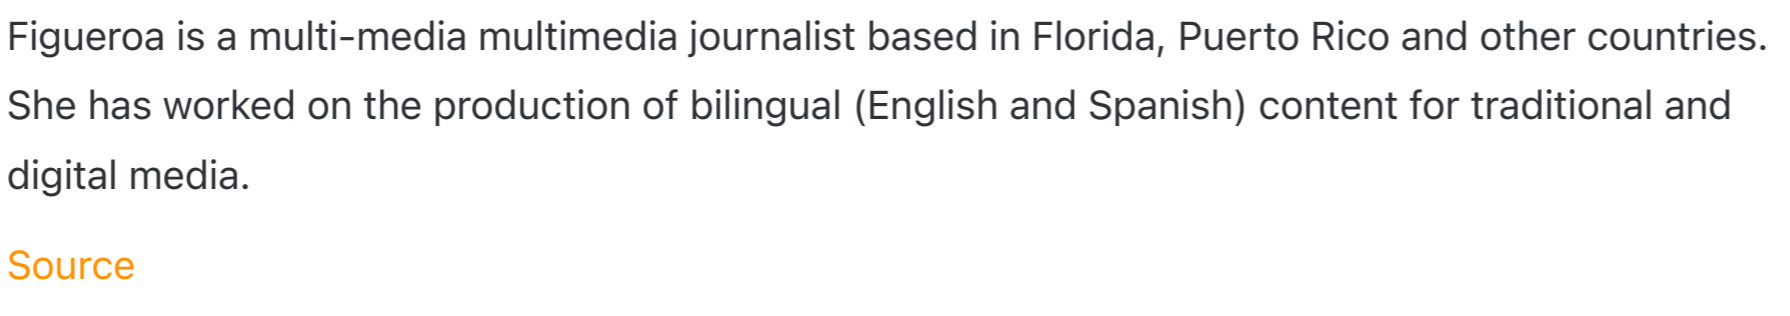 Figueroa is a multi-media multimedia journalist based in Florida, Puerto Rico and other countries.
She has worked on the production of bilingual (English and Spanish) content for traditional and
digital media.
Source